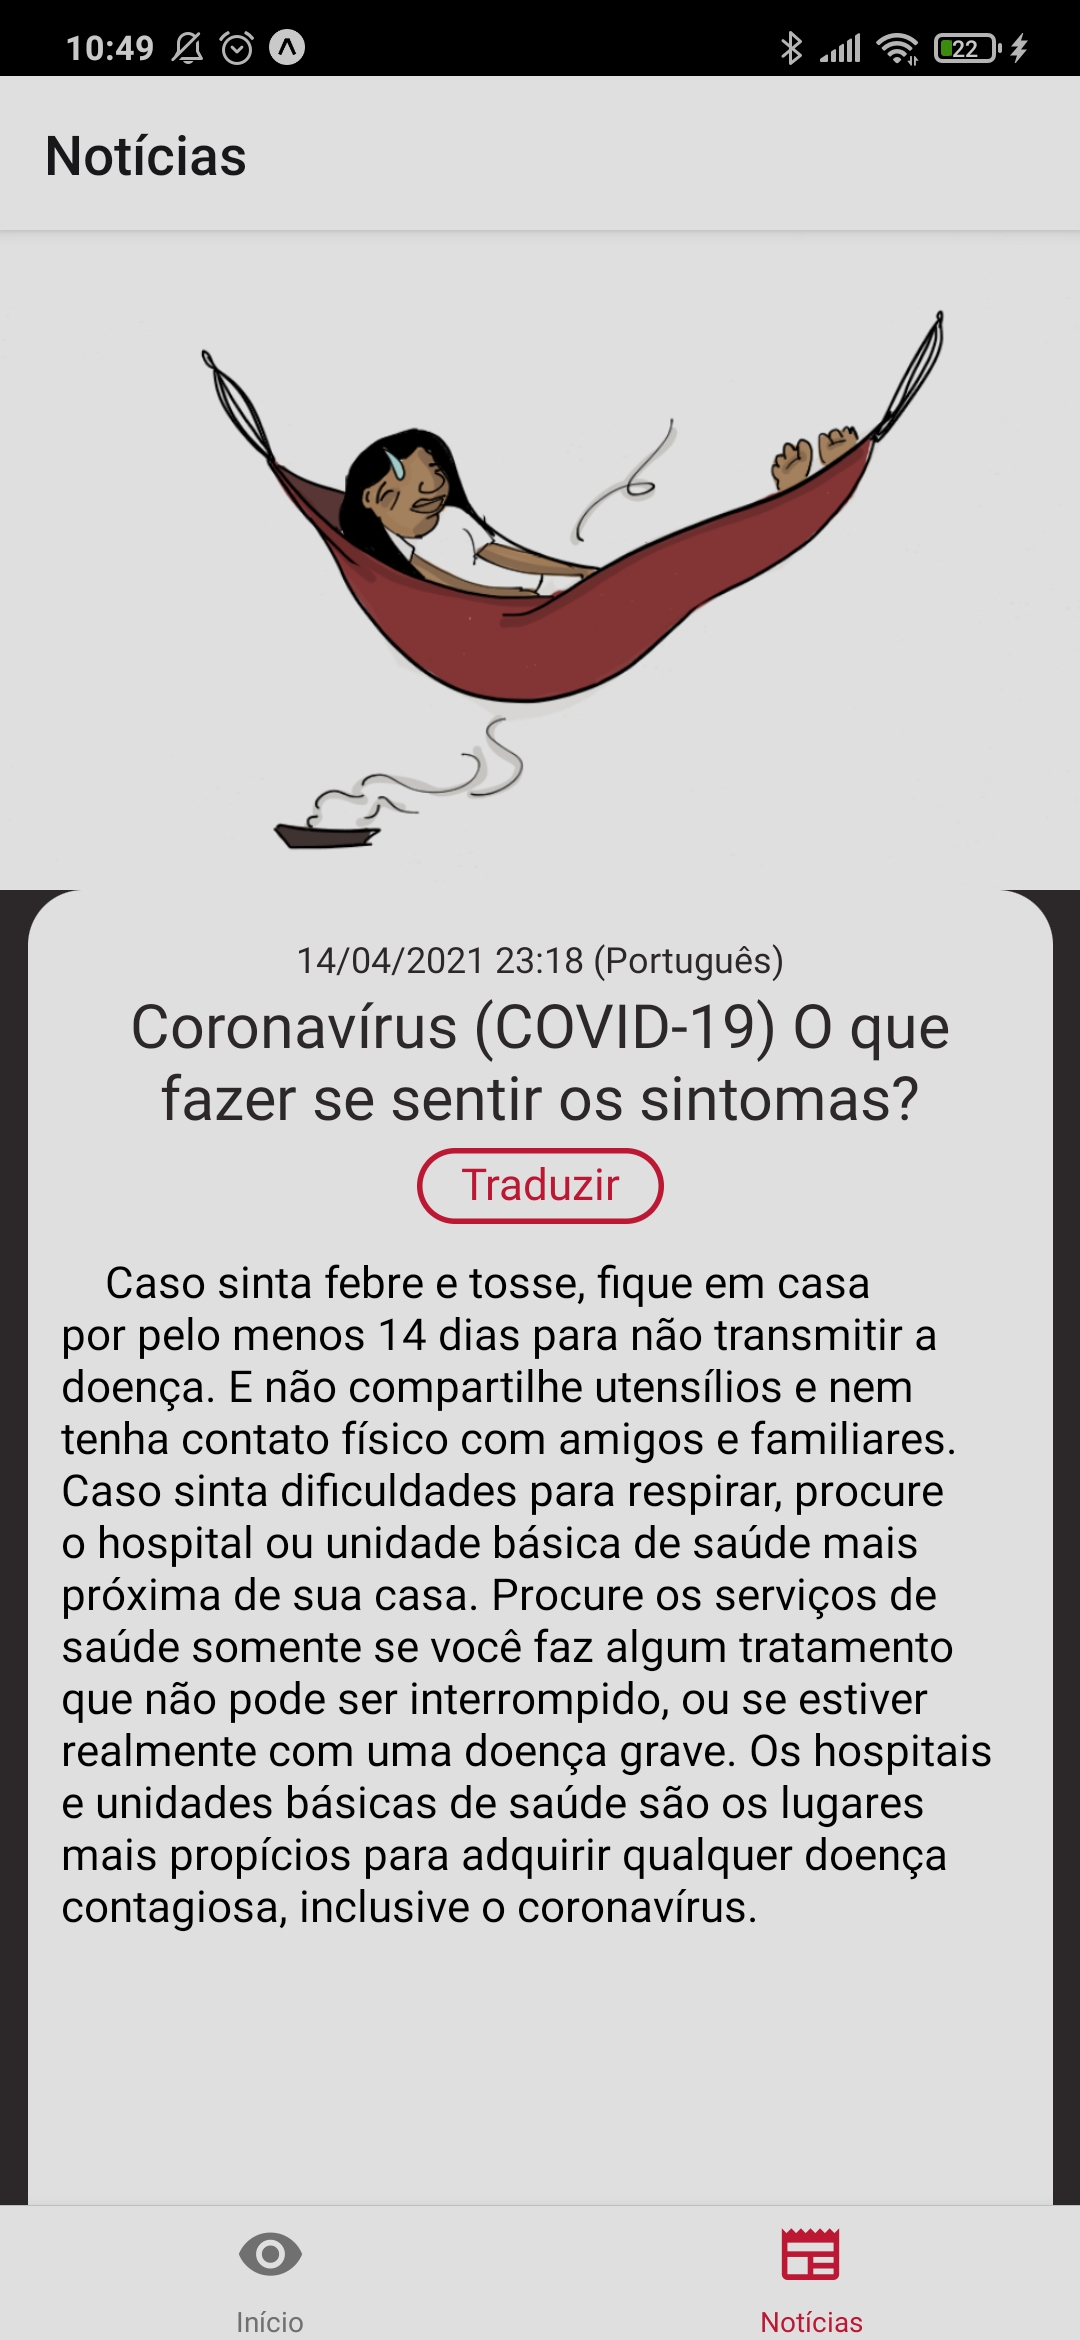 10:49
22
Notícias
14/04/2021 23:18 (Português)
Coronavírus (COVID-19) O que
fazer se sentir os sintomas?
Traduzir
Caso sinta febre e tosse, fique em casa
por pelo menos 14 dias para não transmitir a
doença. E não compartilhe utensílios e nem
tenha contato físico com amigos e familiares.
Caso sinta dificuldades para respirar, procure
o hospital ou unidade básica de saúde mais
próxima de sua casa. Procure os serviços de
saúde somente se você faz algum tratamento
que não pode ser interrompido, ou se estiver
realmente com uma doença grave. Os hospitais
e unidades básicas de saúde são os lugares
mais propícios para adquirir qualquer doença
contagiosa, inclusive o coronavírus.
Início
Notícias